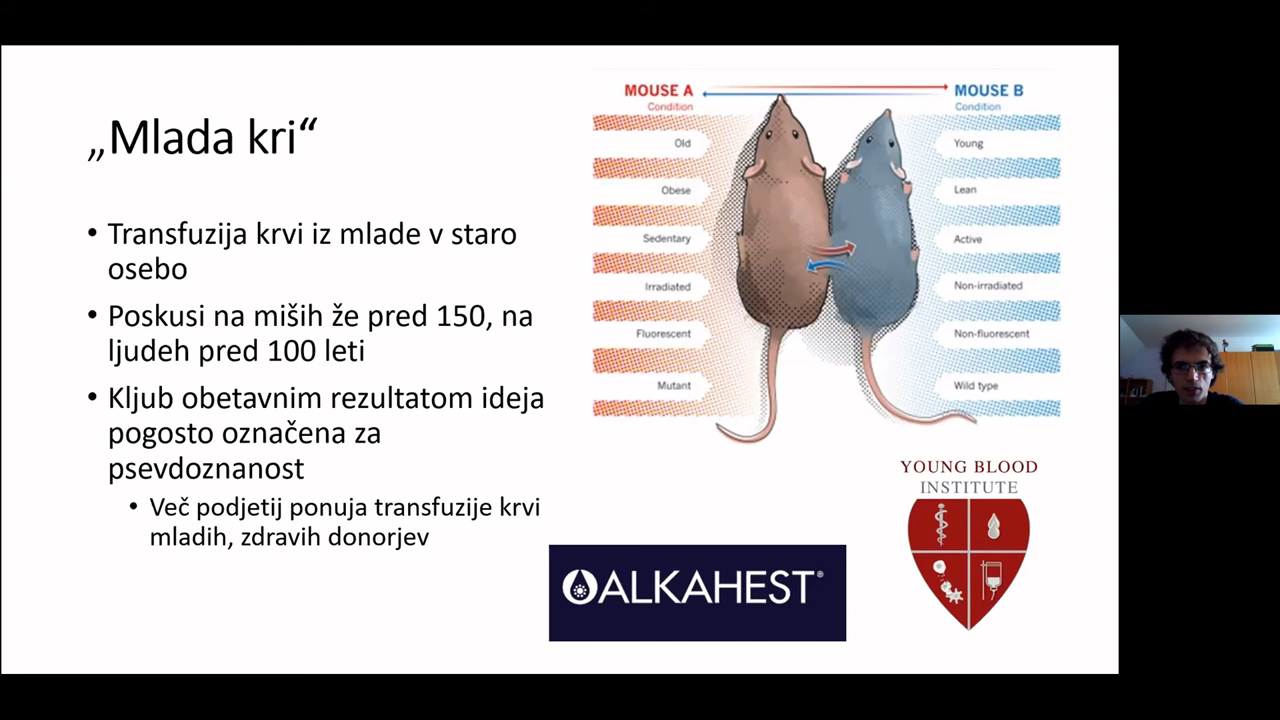 „Mlada kri“
• Transfuzija krvi iz mlade v staro
osebo
• Poskusi na miših že pred 150, na
ljudeh pred 100 leti
• Kljub obetavnim rezultatom ideja
pogosto označena za
psevdoznanost
• Več podjetij ponuja transfuzije krvi
mladih, zdravih donorjev
MOUSE A
Condition
Old
Obese
Sedentary
Irradiated
Fluorescent
Mutant
MOUSE B
Condition
Young
Lean
Active
Non-irradiated
Non-fluorescent
Wild type
ALKAHEST®
YOUNG BLOOD
INSTITUTE